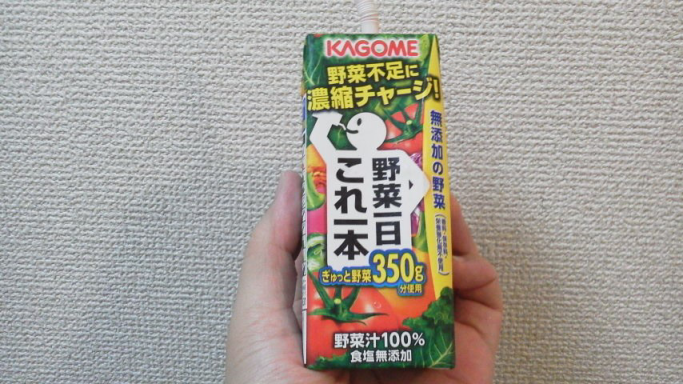 KAGOME
野菜不足に
濃縮チャージ!
無添加の野菜
野菜一日
これ一本
ぎゅっと野菜350g
分使用
野菜汁100%
食塩無添加